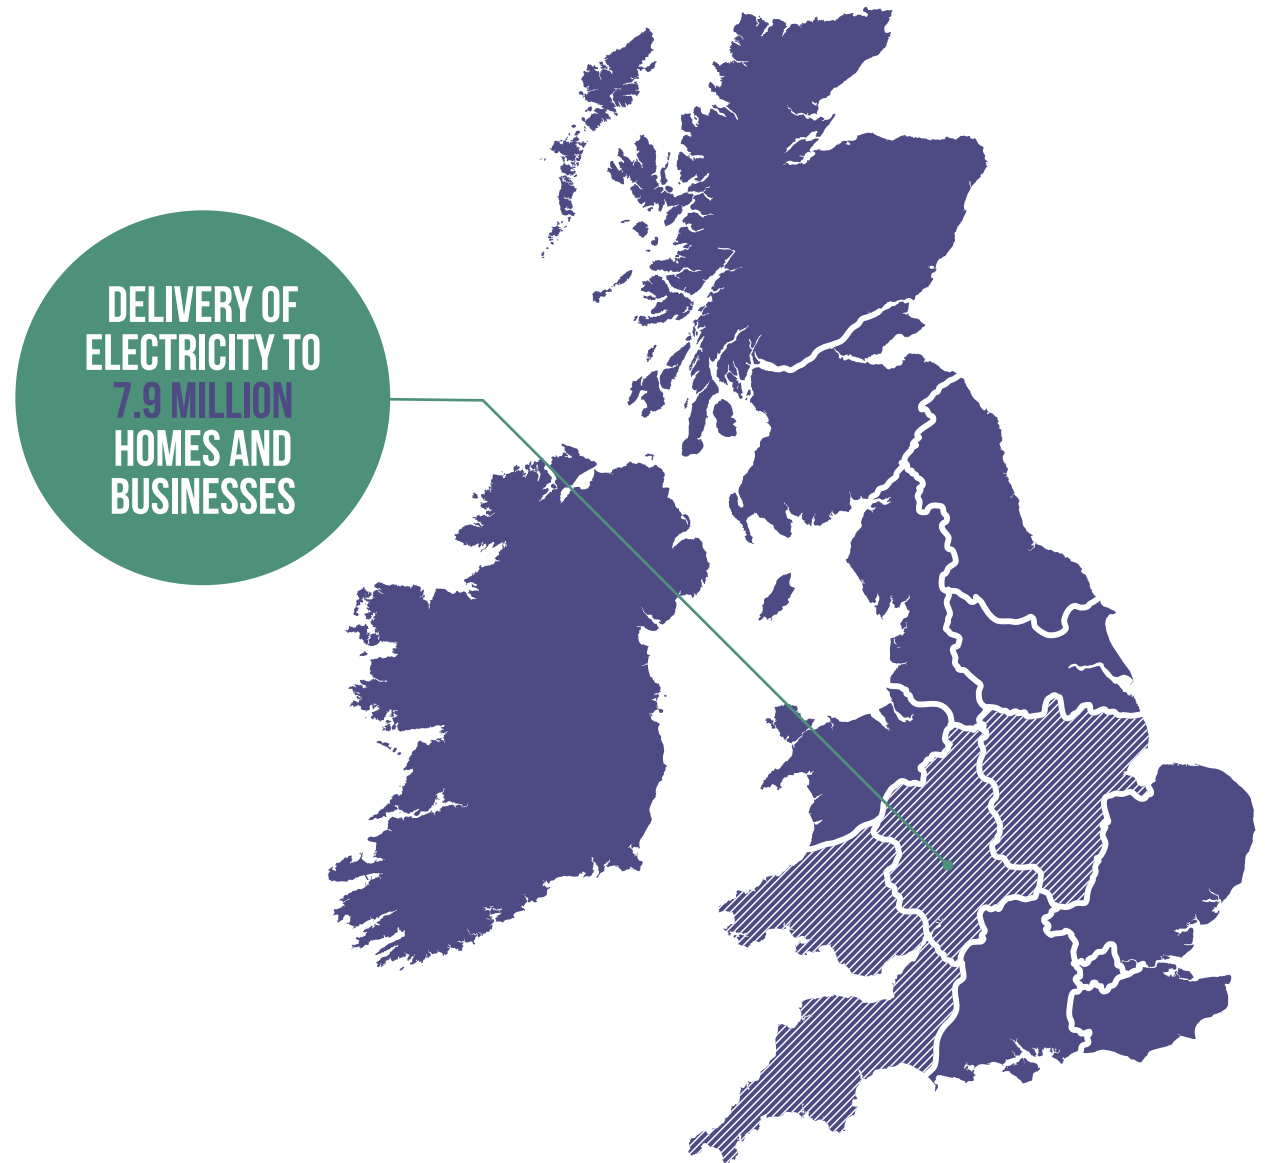 DELIVERY OF
ELECTRICITY TO
7.9 MILLION
HOMES AND
BUSINESSES